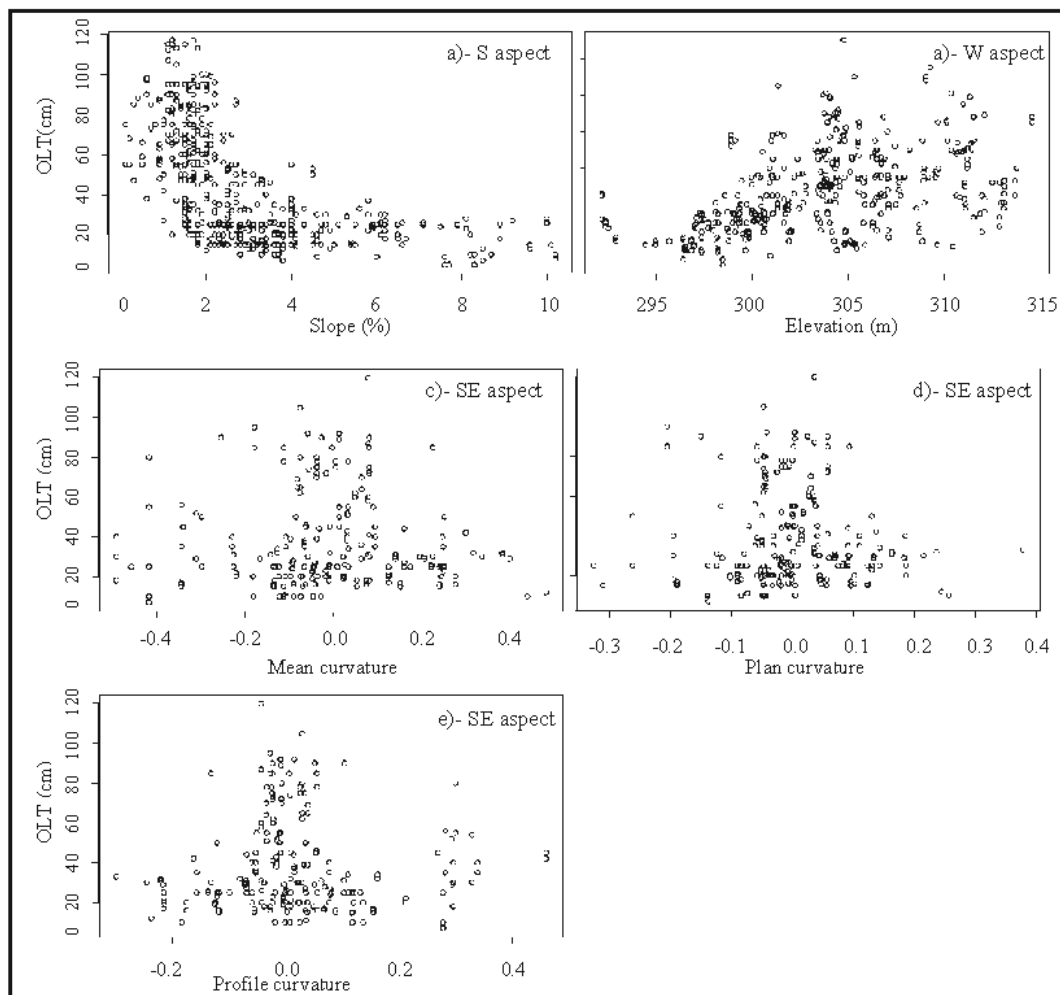 a)- S aspect
OLT(cm)
0 20 40 60 80 100 120
0 2 4 6 8 10
Slope (%)
a)- W aspect
295 300 305 310 315
Elevation (m)
c)- SE aspect
OLT (cm)
0 20 40 60 80 100 120
-0.4 -0.2 0.0 0.2 0.4
Mean curvature
d)- SE aspect
-0.3 -0.2 -0.1 0.0 0.1 0.2 0.3 0.4
Plan curvature
e)- SE aspect
OLT (cm)
0 20 40 60 80 100 120
-0.2 0.0 0.2 0.4
Profile curvature